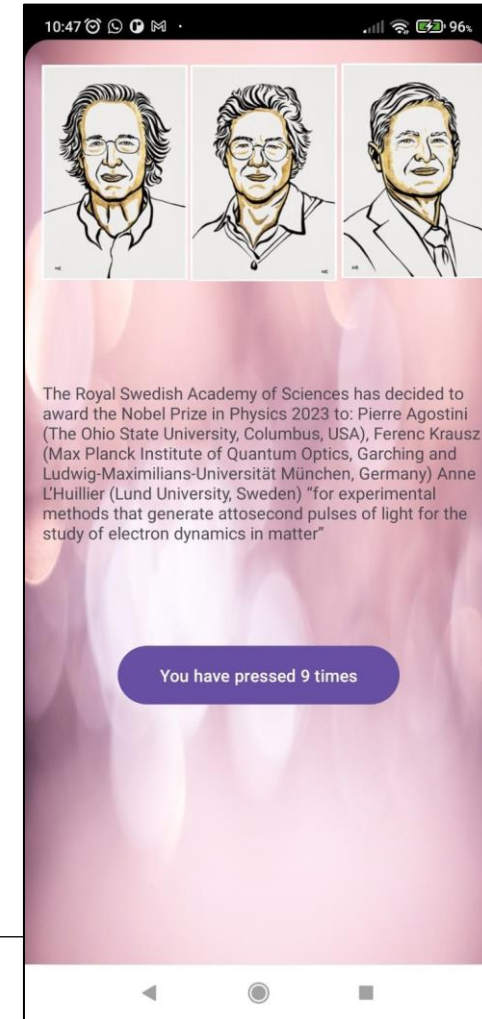 10:47 96%
The Royal Swedish Academy of Sciences has decided to
award the Nobel Prize in Physics 2023 to: Pierre Agostini
(The Ohio State University, Columbus, USA), Ferenc Krausz
(Max Planck Institute of Quantum Optics, Garching and
Ludwig-Maximilians-Universität München, Germany) Anne
L’Huillier (Lund University, Sweden) “for experimental
methods that generate attosecond pulses of light for the
study of electron dynamics in matter”
You have pressed 9 times